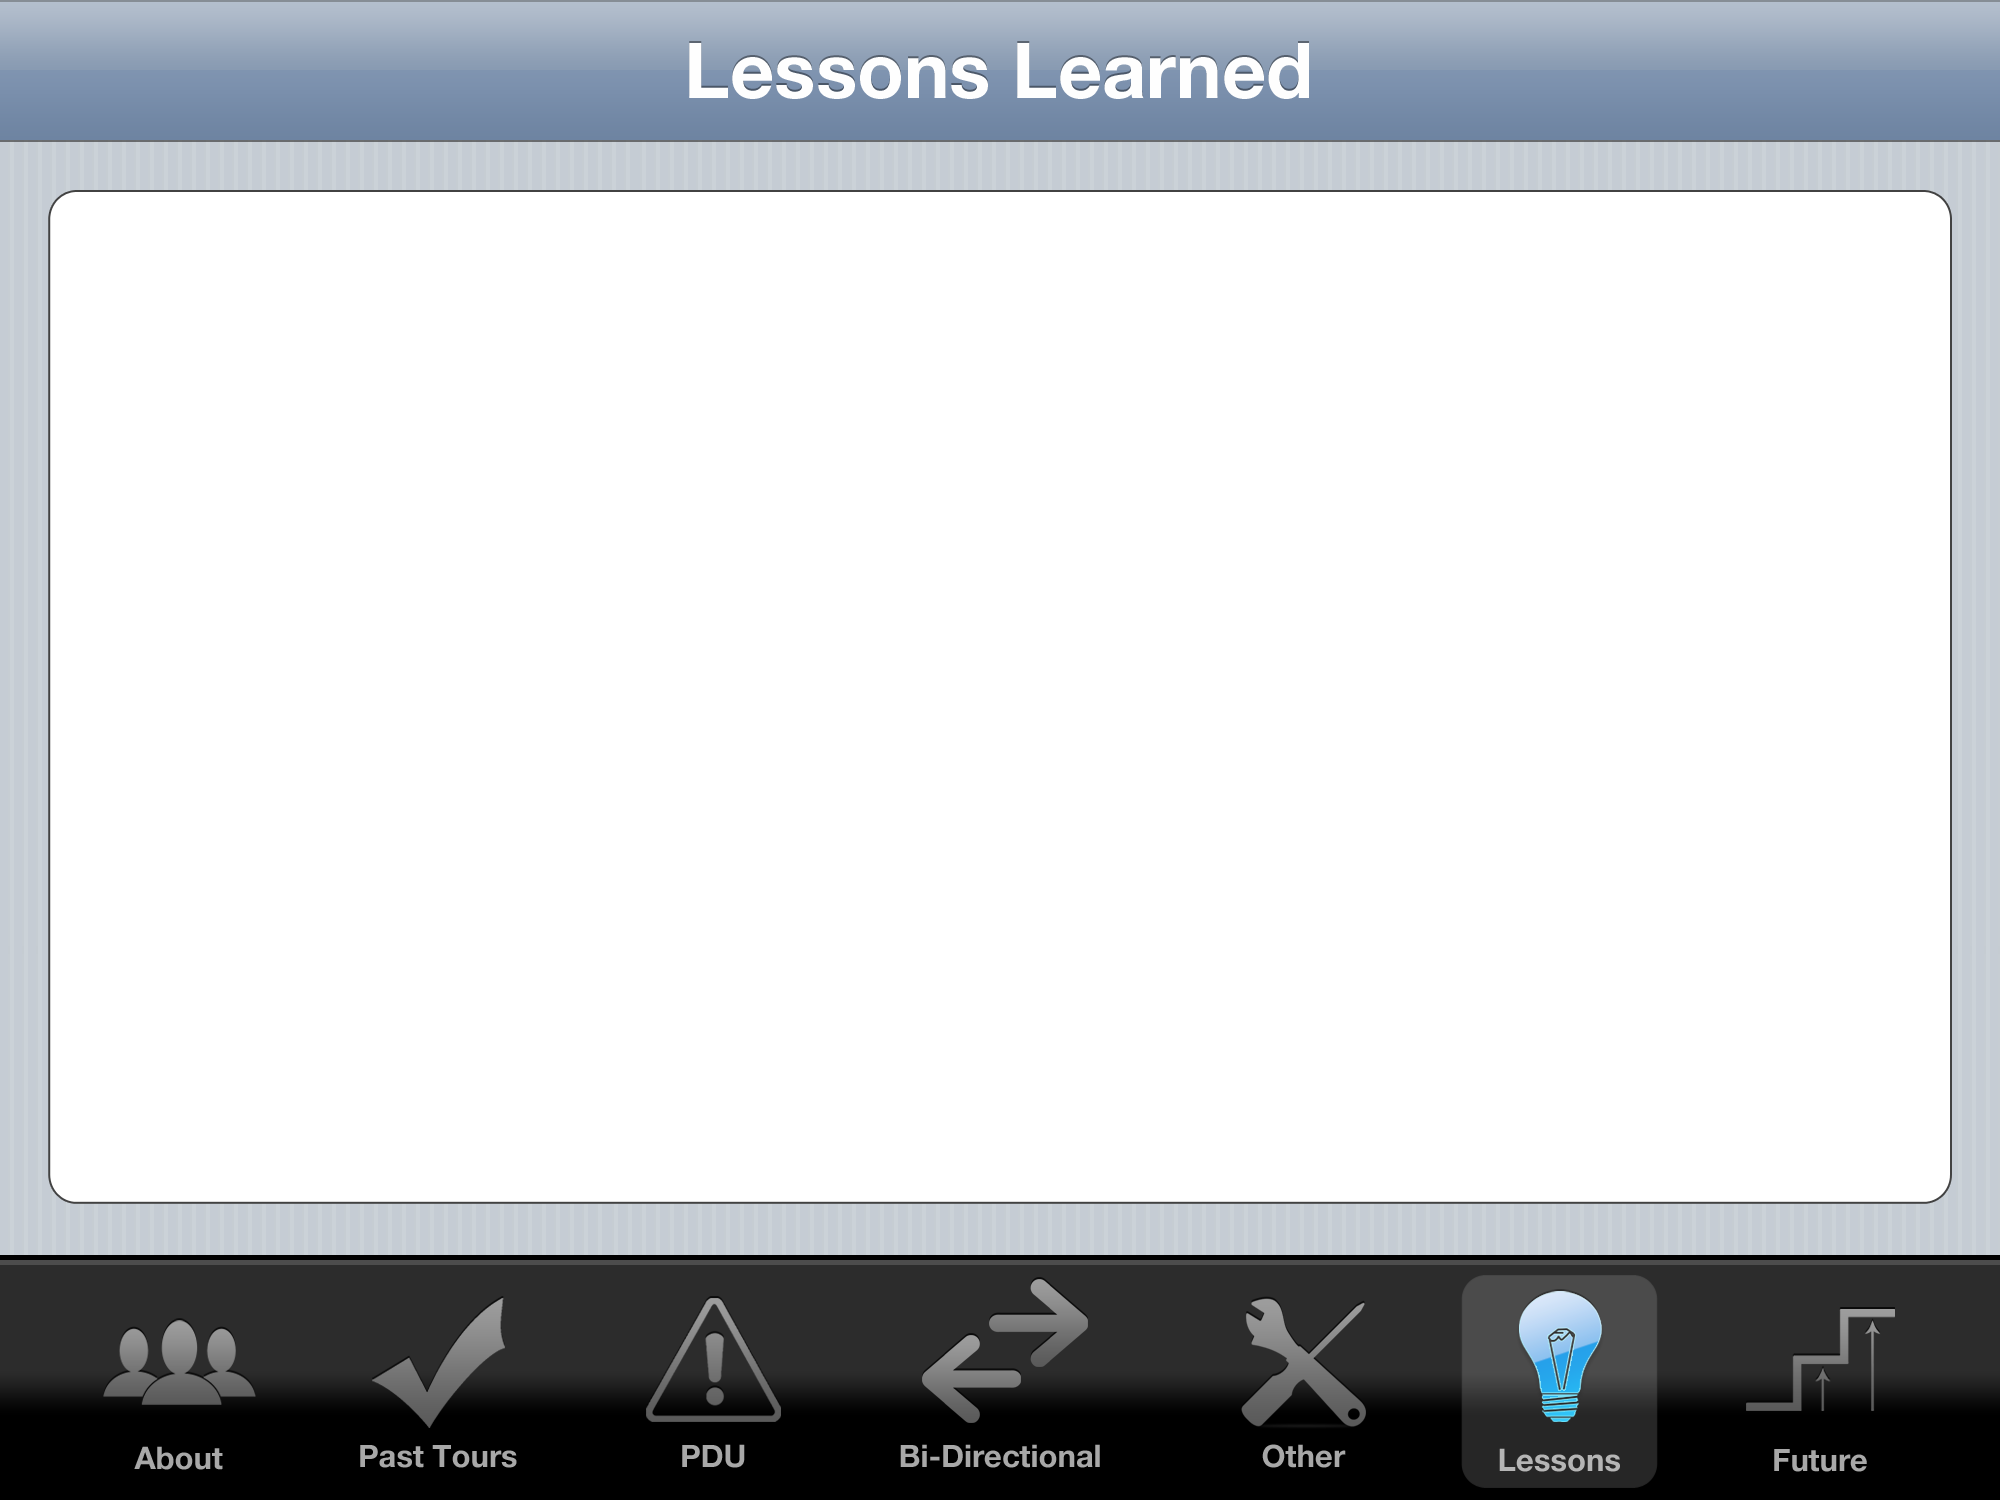 Lessons Learned
About
Past Tours
PDU
Bi-Directional
Other
Lessons
Future